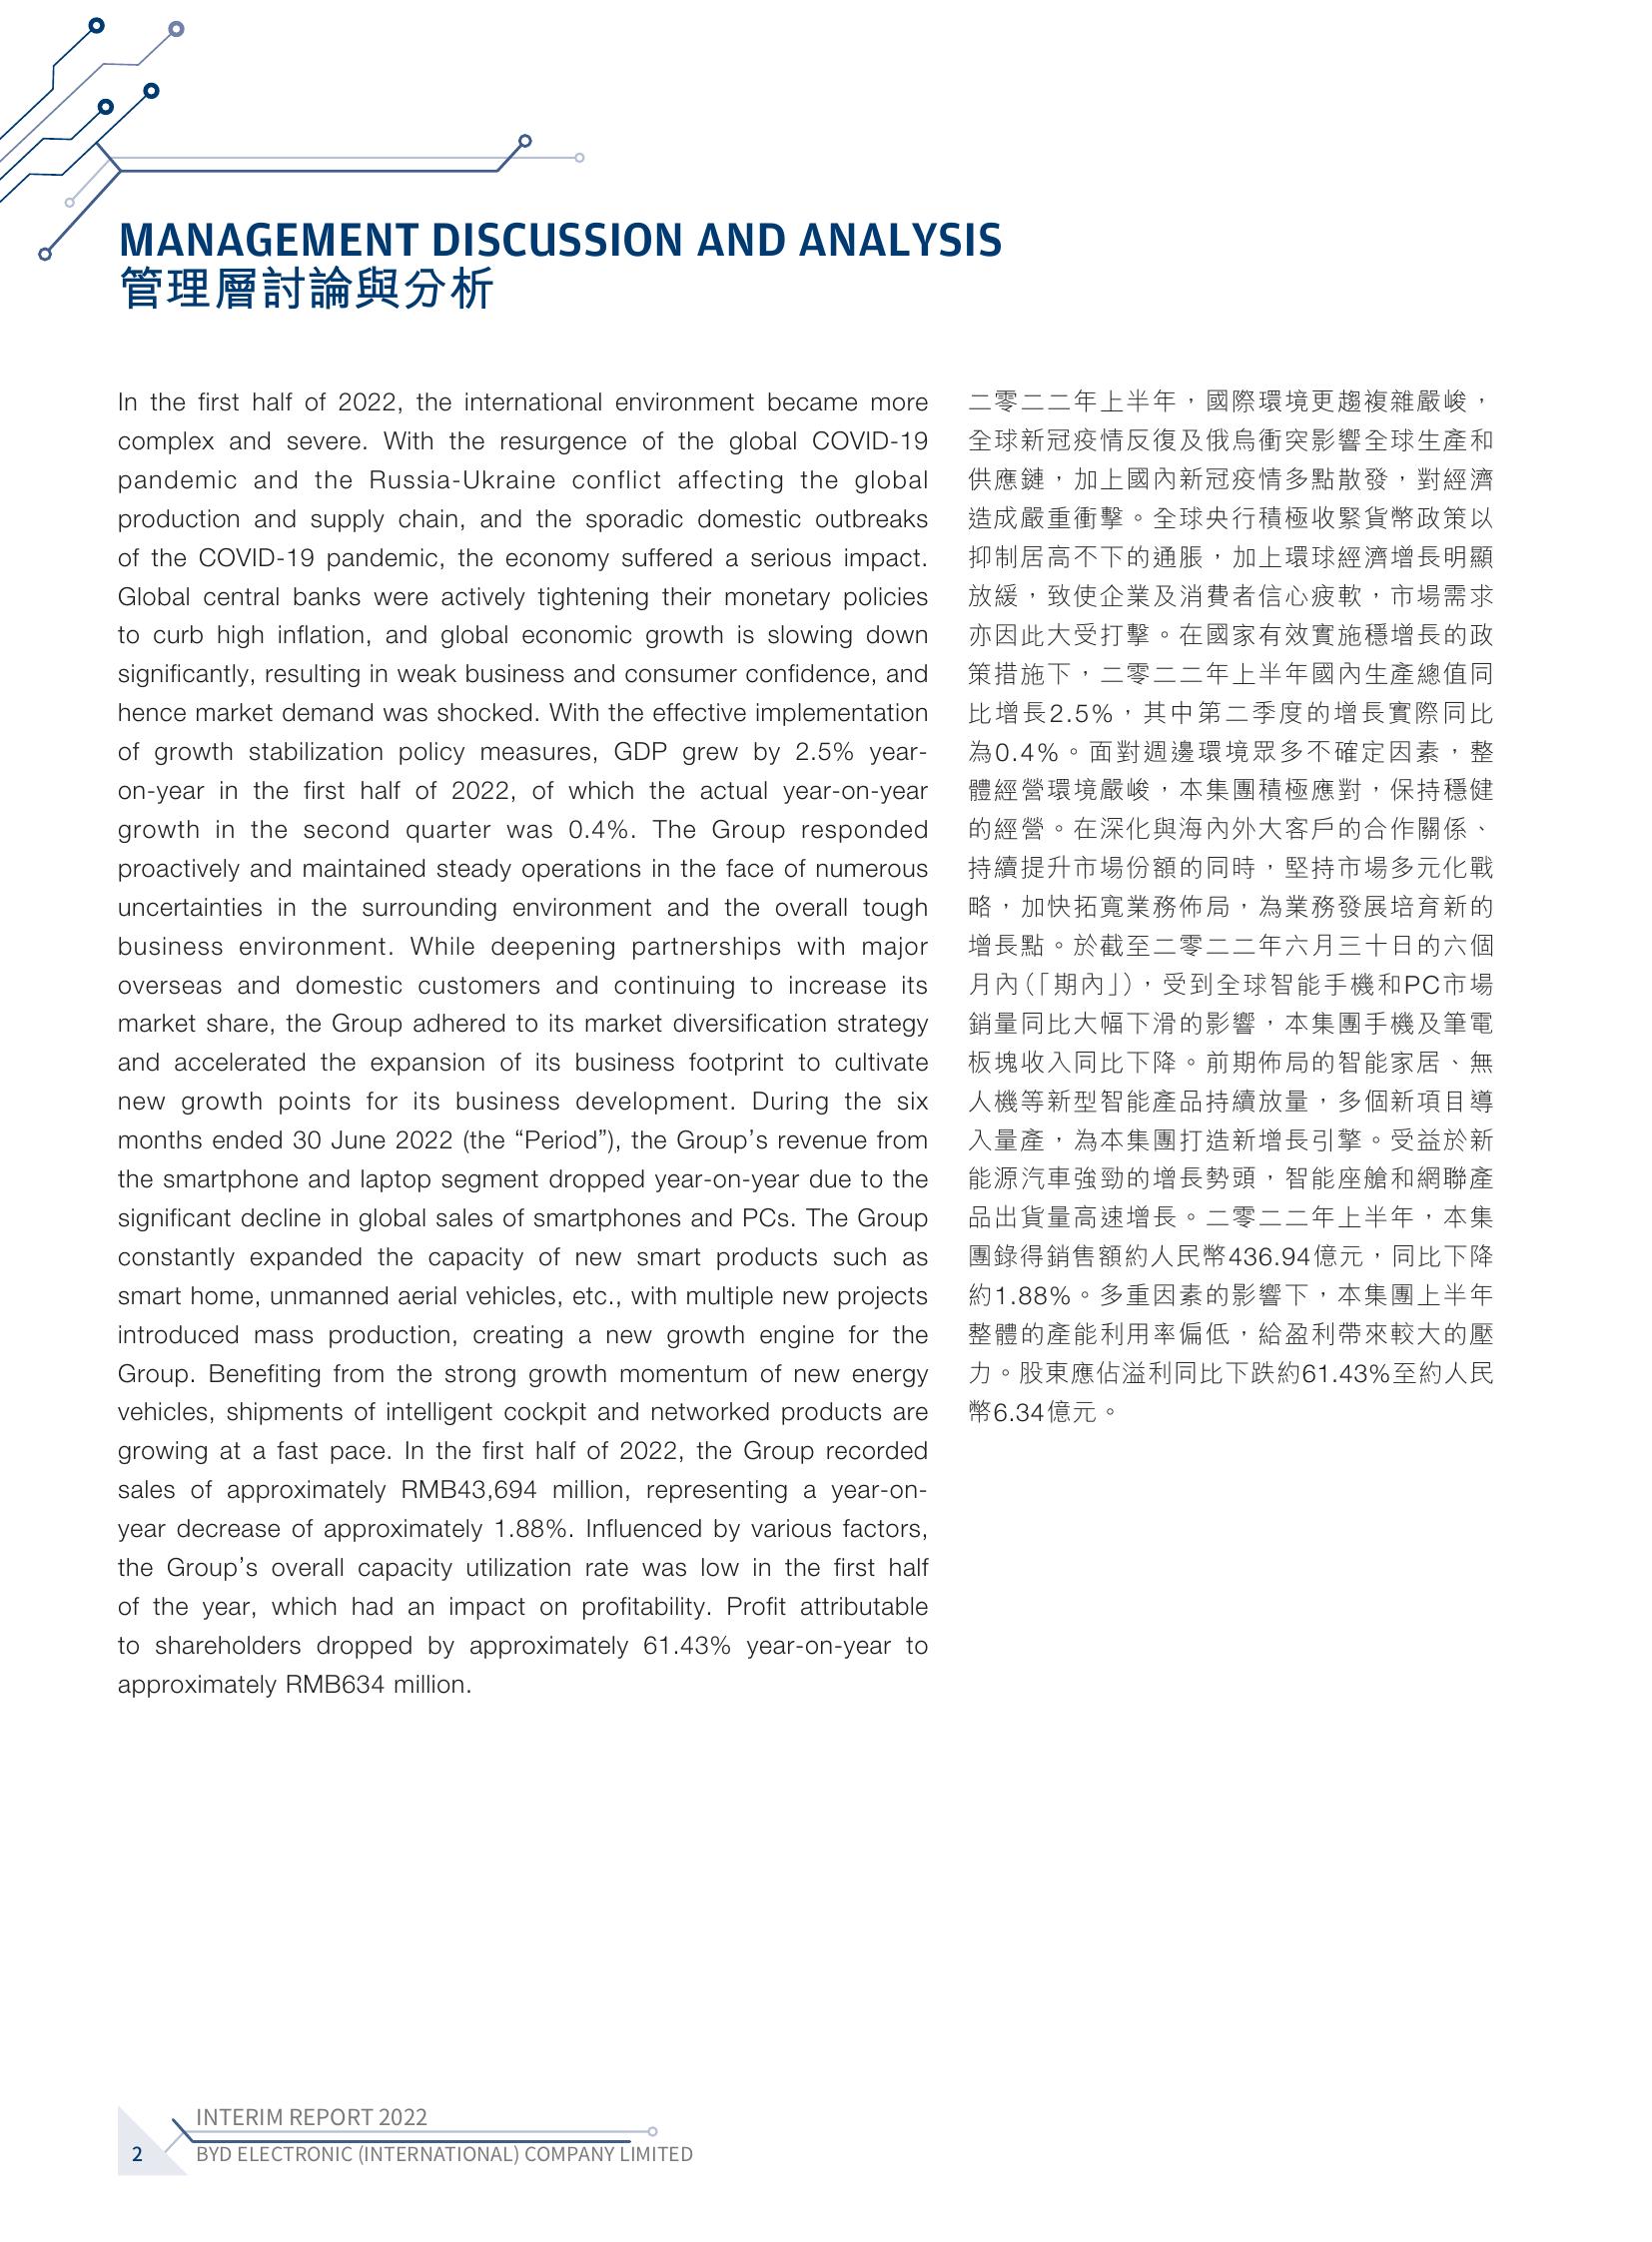 MANAGEMENT DISCUSSION AND ANALYSIS
管理層討論與分析
In the first half of 2022, the international environment became more
complex and severe. With the resurgence of the global COVID-19
pandemic and the Russia-Ukraine conflict affecting the global
production and supply chain, and the sporadic domestic outbreaks
of the COVID-19 pandemic, the economy suffered a serious impact.
Global central banks were actively tightening their monetary policies
to curb high inflation, and global economic growth is slowing down
significantly, resulting in weak business and consumer confidence, and
hence market demand was shocked. With the effective implementation
of growth stabilization policy measures, GDP grew by 2.5% year-
on-year in the first half of 2022, of which the actual year-on-year
growth in the second quarter was 0.4%. The Group responded
proactively and maintained steady operations in the face of numerous
uncertainties in the surrounding environment and the overall tough
business environment. While deepening partnerships with major
overseas and domestic customers and continuing to increase its
market share, the Group adhered to its market diversification strategy
and accelerated the expansion of its business footprint to cultivate
new growth points for its business development. During the six
months ended 30 June 2022 (the “Period”), the Group’s revenue from
the smartphone and laptop segment dropped year-on-year due to the
significant decline in global sales of smartphones and PCs. The Group
constantly expanded the capacity of new smart products such as
smart home, unmanned aerial vehicles, etc., with multiple new projects
introduced mass production, creating a new growth engine for the
Group. Benefiting from the strong growth momentum of new energy
vehicles, shipments of intelligent cockpit and networked products are
growing at a fast pace. In the first half of 2022, the Group recorded
sales of approximately RMB43,694 million, representing a year-on-
year decrease of approximately 1.88%. Influenced by various factors,
the Group’s overall capacity utilization rate was low in the first half
of the year, which had an impact on profitability. Profit attributable
to shareholders dropped by approximately 61.43% year-on-year to
approximately RMB634 million.
二零二二年上半年，國際環境更趨複雜嚴峻，
全球新冠疫情反復及俄烏衝突影響全球生產和
供應鏈，加上國內新冠疫情多點散發，對經濟
造成嚴重衝擊。全球央行積極收緊貨幣政策以
抑制居高不下的通脹，加上環球經濟增長明顯
放緩，致使企業及消費者信心疲軟，市場需求
亦因此大受打擊。在國家有效實施穩增長的政
策措施下，二零二二年上半年國內生產總值同
比增長2.5%，其中第二季度的增長實際同比
為0.4%。面對週邊環境眾多不確定因素，整
體經營環境嚴峻，本集團積極應對，保持穩健
的經營。在深化與海內外大客戶的合作關係、
持續提升市場份額的同時，堅持市場多元化戰
略，加快拓寬業務佈局，為業務發展培育新的
增長點。於截至二零二二年六月三十日的六個
月內（「期內」），受到全球智能手機和PC市場
銷量同比大幅下滑的影響，本集團手機及筆電
板塊收入同比下降。前期佈局的智能家居、無
人機等新型智能產品持續放量，多個新項目導
入量產，為本集團打造新增長引擎。受益於新
能源汽車強勁的增長勢頭，智能座艙和網聯產
品出貨量高速增長。二零二二年上半年，本集
團錄得銷售額約人民幣436.94億元，同比下降
約1.88%。多重因素的影響下，本集團上半年
整體的產能利用率偏低，給盈利帶來較大的壓
力。股東應佔溢利同比下跌約61.43%至約人民
幣6.34億元。
INTERIM REPORT 2022
2
BYD ELECTRONIC (INTERNATIONAL) COMPANY LIMITED